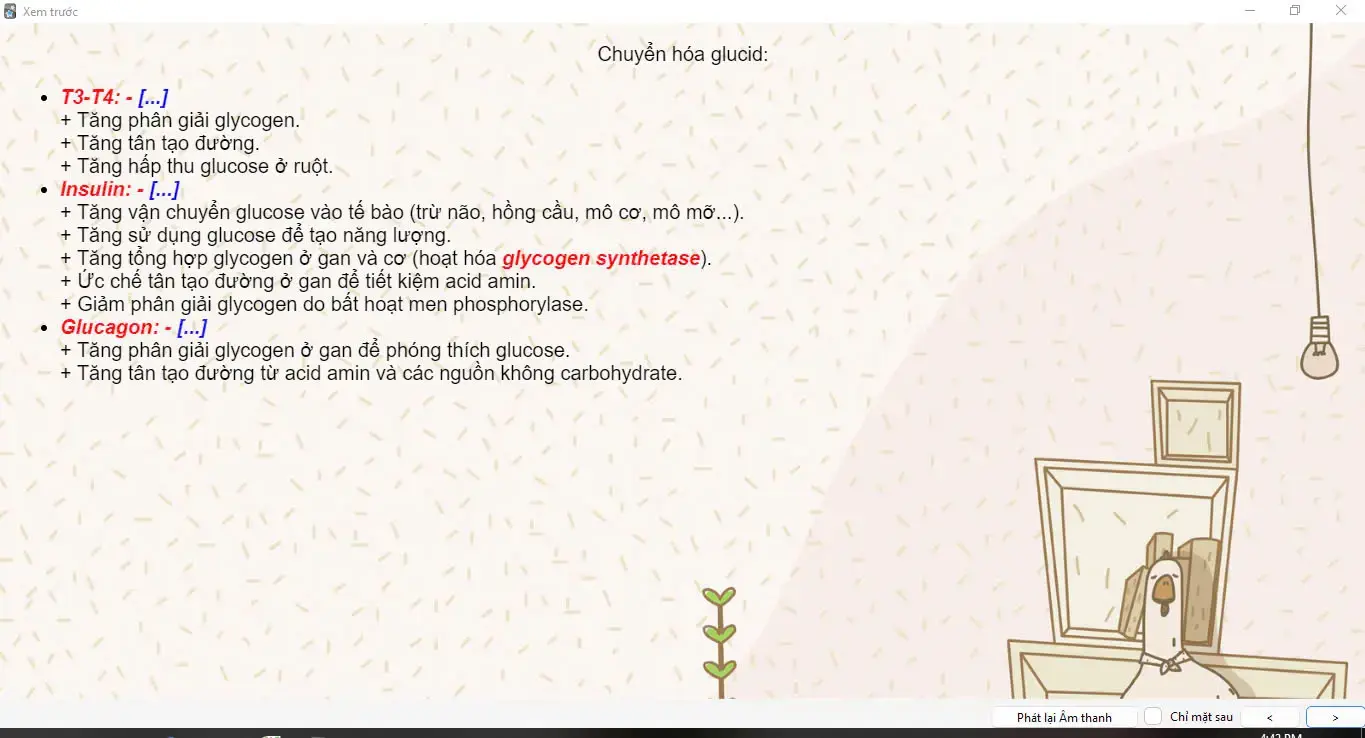 Xem trước
Chuyển hóa glucid:
• T3-T4: - [...]
+ Tăng phân giải glycogen.
+ Tăng tân tạo đường.
+ Tăng hấp thu glucose ở ruột.
• Insulin: - [...]
+ Tăng vận chuyển glucose vào tế bào (trừ não, hồng cầu, mô cơ, mô mỡ...).
+ Tăng sử dụng glucose để tạo năng lượng.
+ Tăng tổng hợp glycogen ở gan và cơ (hoạt hóa glycogen synthetase).
+ Ức chế tân tạo đường ở gan để tiết kiệm acid amin.
+ Giảm phân giải glycogen do bất hoạt men phosphorylase.
• Glucagon: - [...]
+ Tăng phân giải glycogen ở gan để phóng thích glucose.
+ Tăng tân tạo đường từ acid amin và các nguồn không carbohydrate.
Phát lại Âm thanh Chỉ mặt sau < >